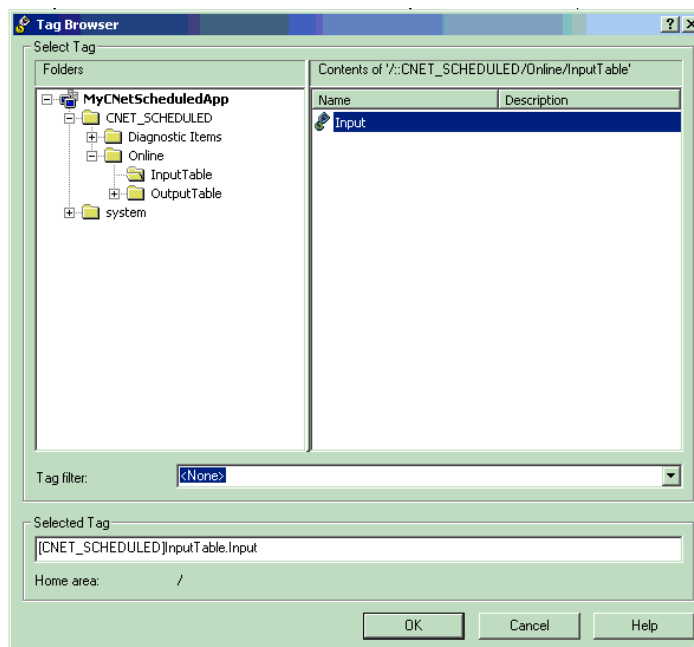 Tag Browser
Select Tag
Folders
Contents of '/::CNET_SCHEDULED/Online/InputTable'
MyCNetScheduledApp
CNET_SCHEDULED
Diagnostic Items
Online
InputTable
OutputTable
system
Name Description
Input
Tag filter: <None>
Selected Tag
[CNET_SCHEDULED]InputTable.Input
Home area: /
OK Cancel Help